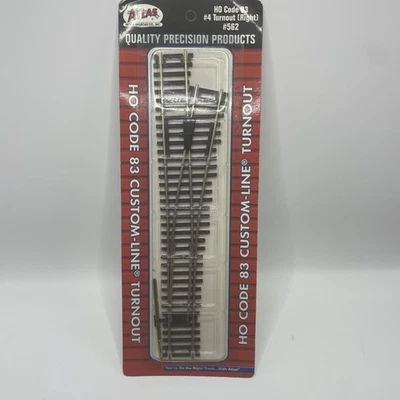 ATLAS
HO Code 83
#4 Turnout (Right)
#562
QUALITY PRECISION PRODUCTS
HO CODE 83 CUSTOM-LINE® TURNOUT
HO CODE 83 CUSTOM-LINE® TURNOUT